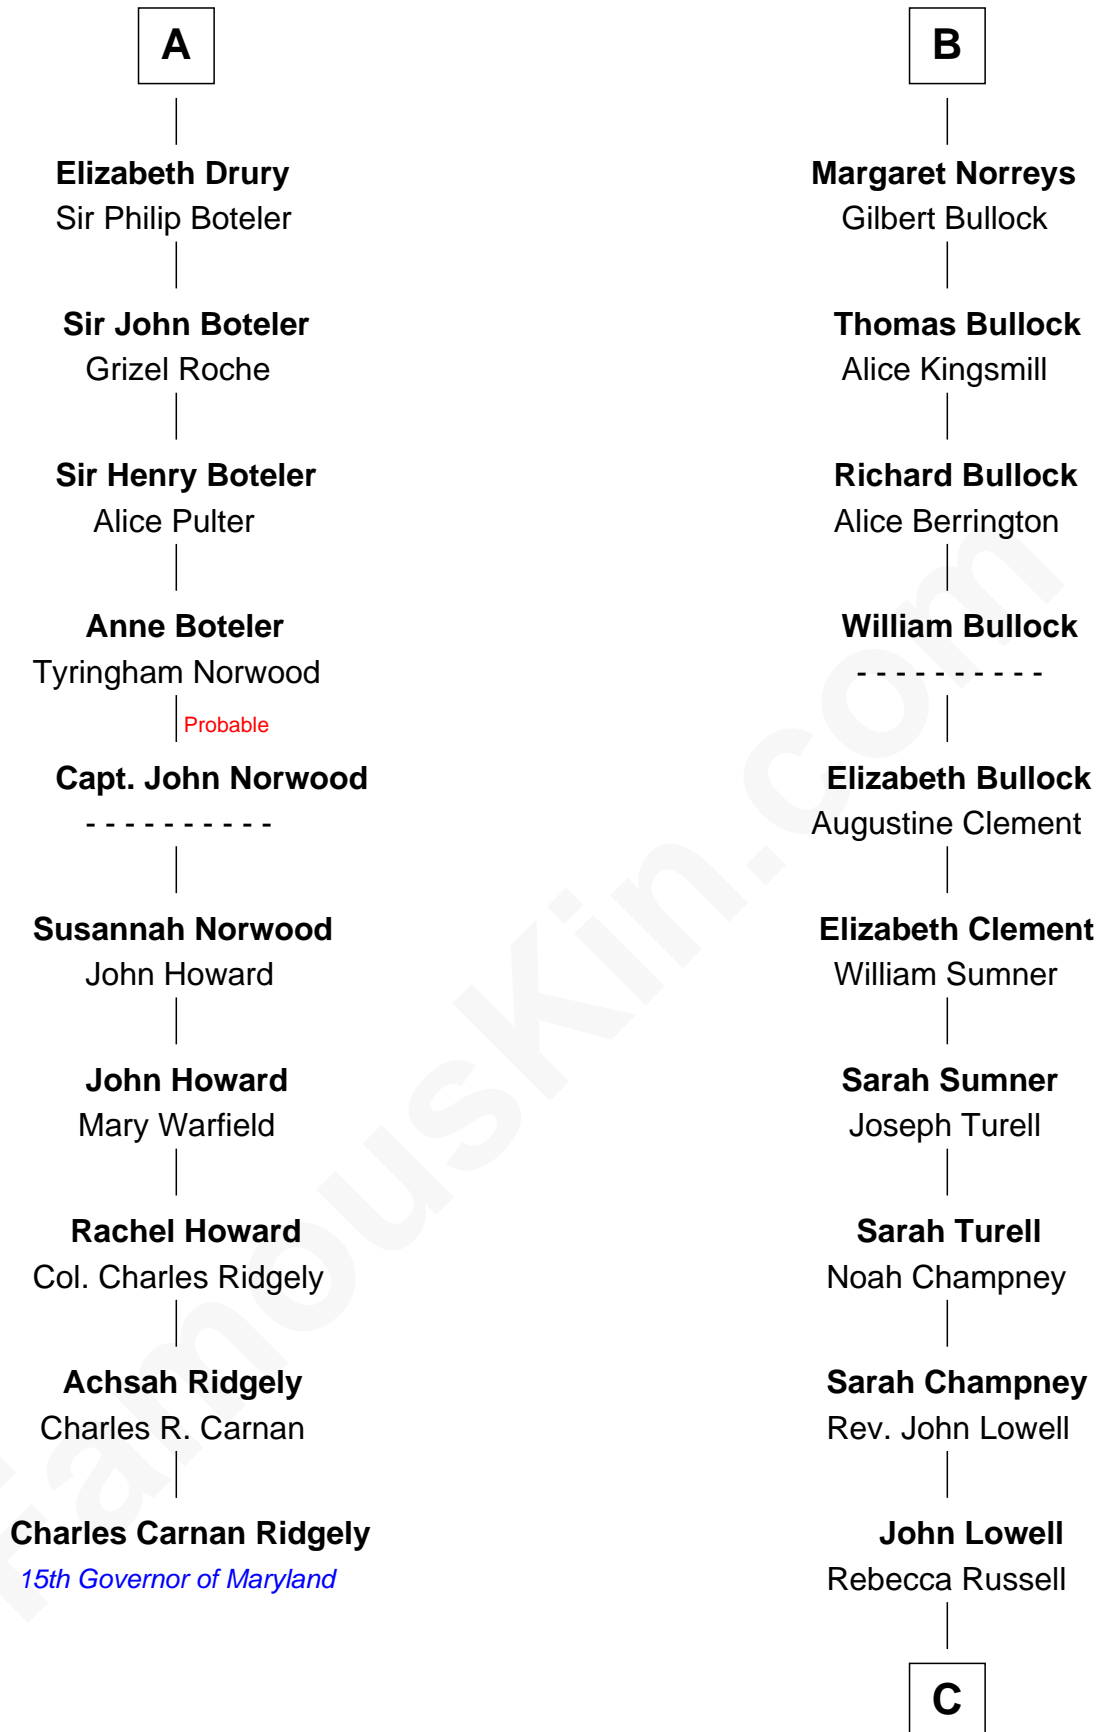 A
Elizabeth Drury
Sir Philip Boteler
Sir John Boteler
Grizel Roche
Sir Henry Boteler
Alice Pulter
Anne Boteler
Tyringham Norwood
Probable
Capt. John Norwood
- - - - - - - - - -
Susannah Norwood
John Howard
John Howard
Mary Warfield
Rachel Howard
Col. Charles Ridgely
Achsah Ridgely
Charles R. Carnan
Charles Carnan Ridgely
15th Governor of Maryland
B
Margaret Norreys
Gilbert Bullock
Thomas Bullock
Alice Kingsmill
Richard Bullock
Alice Berrington
William Bullock
- - - - - - - - - -
Elizabeth Bullock
Augustine Clement
Elizabeth Clement
William Sumner
Sarah Sumner
Joseph Turell
Sarah Turell
Noah Champney
Sarah Champney
Rev. John Lowell
John Lowell
Rebecca Russell
C
FamousKin.com